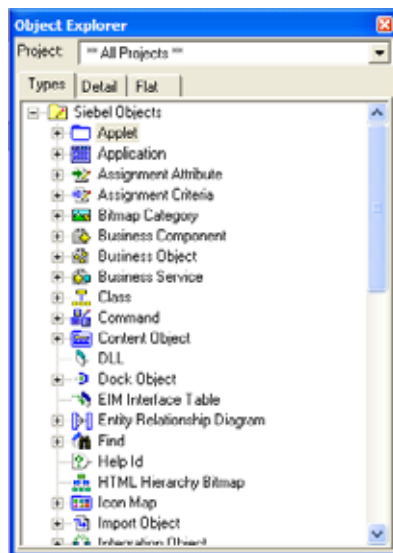 Object Explorer
Project: ** All Projects **
Types Detail Flat
Siebel Objects
Applet
Application
Assignment Attribute
Assignment Criteria
Bitmap Category
Business Component
Business Object
Business Service
Class
Command
Content Object
DLL
Dock Object
EIM Interface Table
Entity Relationship Diagram
Find
Help Id
HTML Hierarchy Bitmap
Icon Map
Import Object
Integration Object